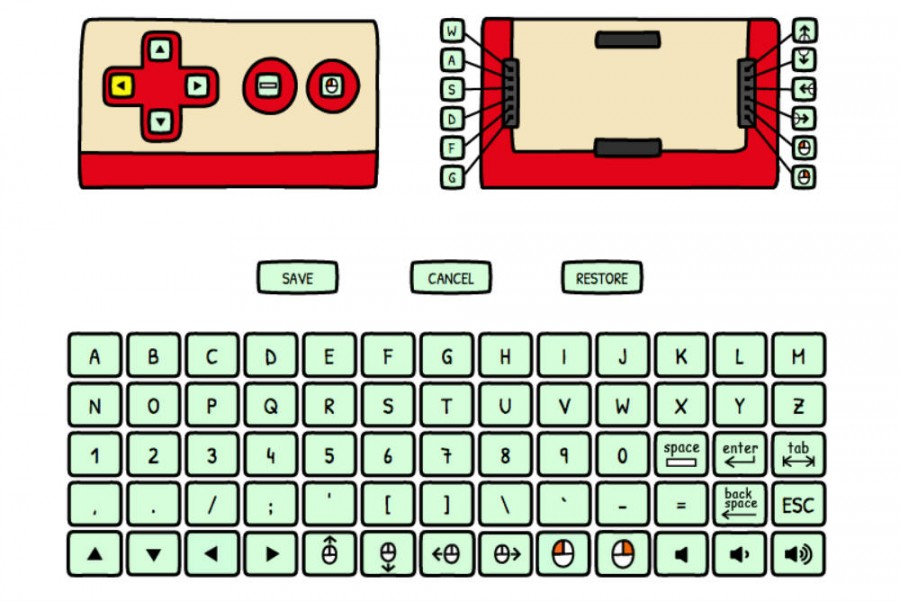 W
A
S
D
F
G
SAVE CANCEL RESTORE
A B C D E F G H I J K L M
N O P Q R S T U V W X Y Z
1 2 3 4 5 6 7 8 9 0 space enter tab
, . / ; ' [ ] \ ` - = back space ESC